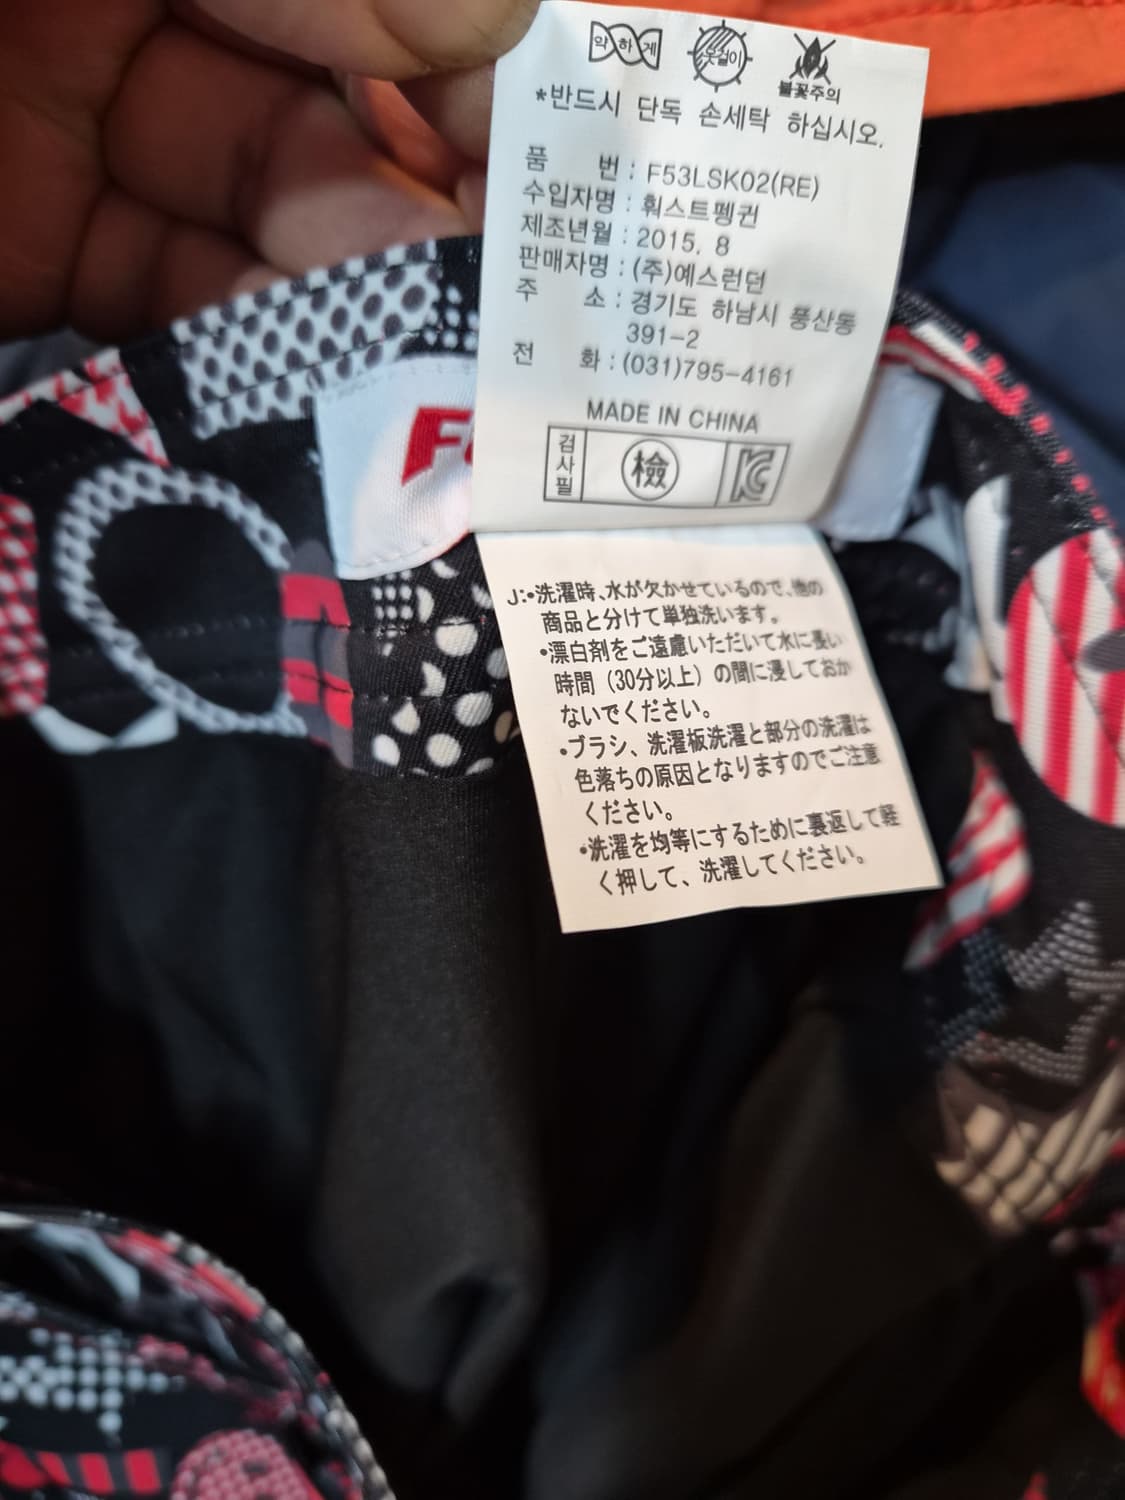 약하게
옷걸이
불꽃주의
*반드시 단독 손세탁 하십시오.
품 번 : F53LSK02(RE)
수입자명 : 훠스트펭귄
제조년월 : 2015. 8
판매자명 : (주)예스런던
주 소 : 경기도 하남시 풍산동
391-2
전 화 : (031)795-4161
MADE IN CHINA
검사필 檢
J:•洗濯時、水が欠かせているので、他の
商品と分けて単独洗います。
•漂白剤をご遠慮いただいて水に長い
時間（30分以上）の間に浸しておか
ないでください。
•ブラシ、洗濯板洗濯と部分の洗濯は
色落ちの原因となりますのでご注意
ください。
•洗濯を均等にするために裏返して軽
く押して、洗濯してください。